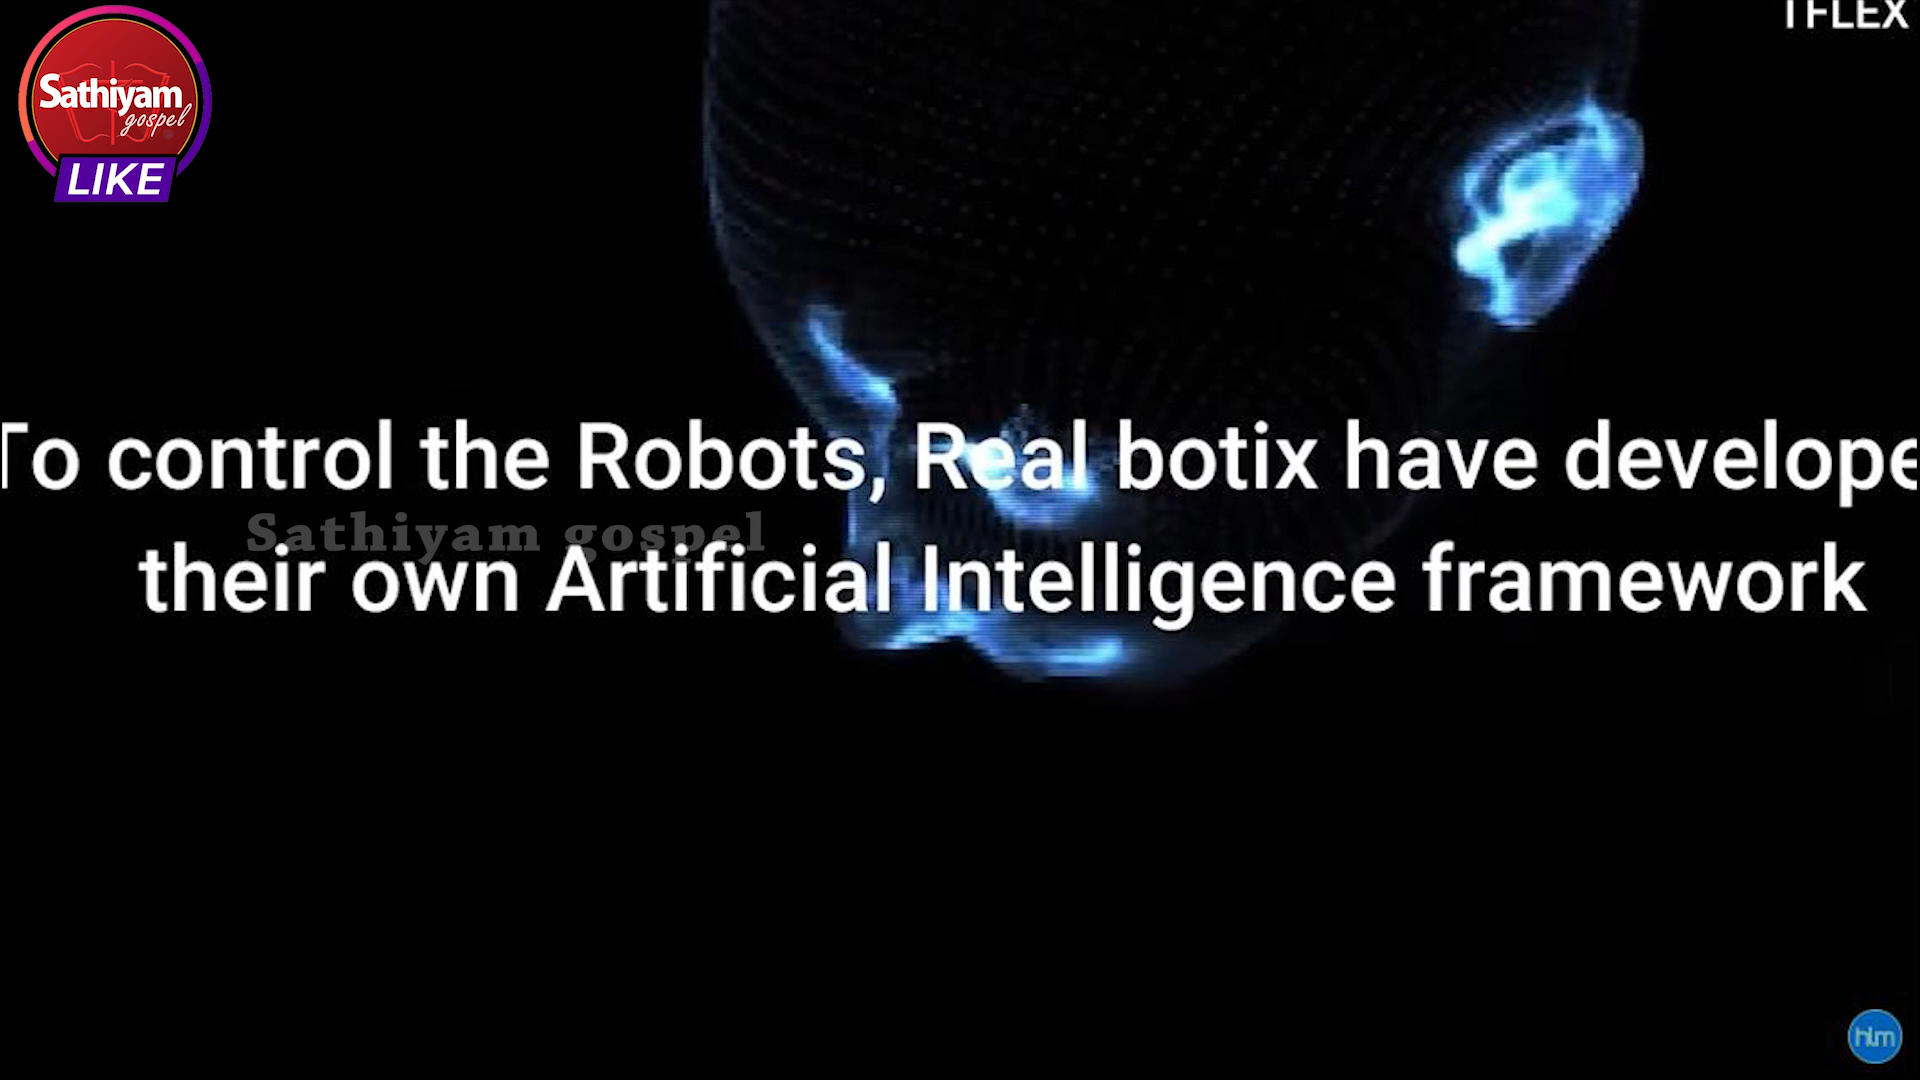 Sathiyam
gospel
LIKE
TFLEX
To control the Robots, Real botix have develope
Sathiyam gospel
their own Artificial Intelligence framework
hlm